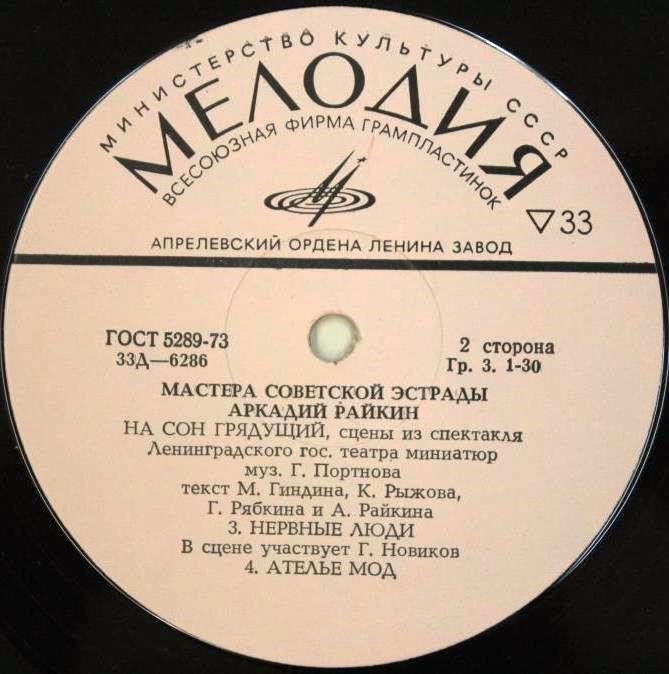 МИНИСТЕРСТВО КУЛЬТУРЫ СССР
МЕЛОДИЯ
ВСЕСОЮЗНАЯ ФИРМА ГРАМПЛАСТИНОК
▽33
АПРЕЛЕВСКИЙ ОРДЕНА ЛЕНИНА ЗАВОД
ГОСТ 5289-73
33Д—6286
2 сторона
Гр. 3. 1-30
МАСТЕРА СОВЕТСКОЙ ЭСТРАДЫ
АРКАДИЙ РАЙКИН
НА СОН ГРЯДУЩИЙ, сцены из спектакля
Ленинградского гос. театра миниатюр
муз. Г. Портнова
текст М. Гиндина, К. Рыжова,
Г. Рябкина и А. Райкина
3. НЕРВНЫЕ ЛЮДИ
В сцене участвует Г. Новиков
4. АТЕЛЬЕ МОД